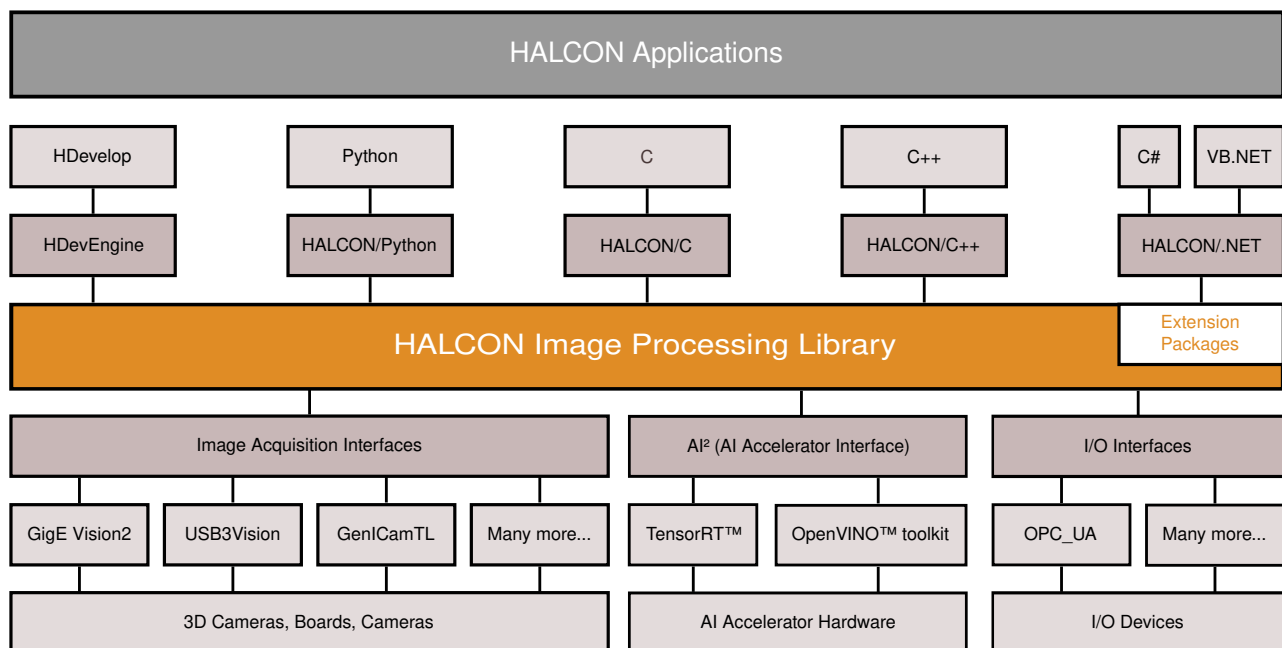 HALCON Applications
HDevelop
Python
C
C++
C#
VB.NET
HDevEngine
HALCON/Python
HALCON/C
HALCON/C++
HALCON/.NET
HALCON Image Processing Library
Extension
Packages
Image Acquisition Interfaces
AI² (AI Accelerator Interface)
I/O Interfaces
GigE Vision2
USB3Vision
GenICamTL
Many more...
TensorRT™
OpenVINO™ toolkit
OPC_UA
Many more...
3D Cameras, Boards, Cameras
AI Accelerator Hardware
I/O Devices